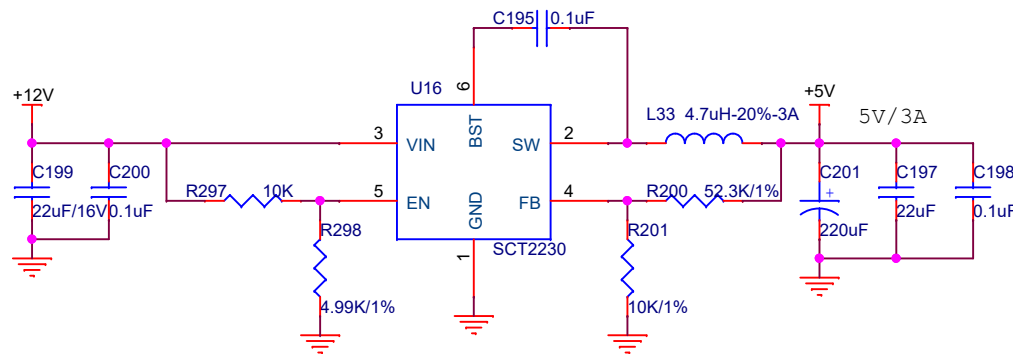 C195 0.1uF
U16
6
+12V
+5V
L33 4.7uH-20%-3A
5V/3A
3 VIN BST SW 2
C199 C200
C201 C197 C198
R297 10K
5 EN GND FB 4
R200 52.3K/1%
22uF/16V 0.1uF
+
22uF 0.1uF
R298
R201
220uF
SCT2230
1
4.99K/1%
10K/1%